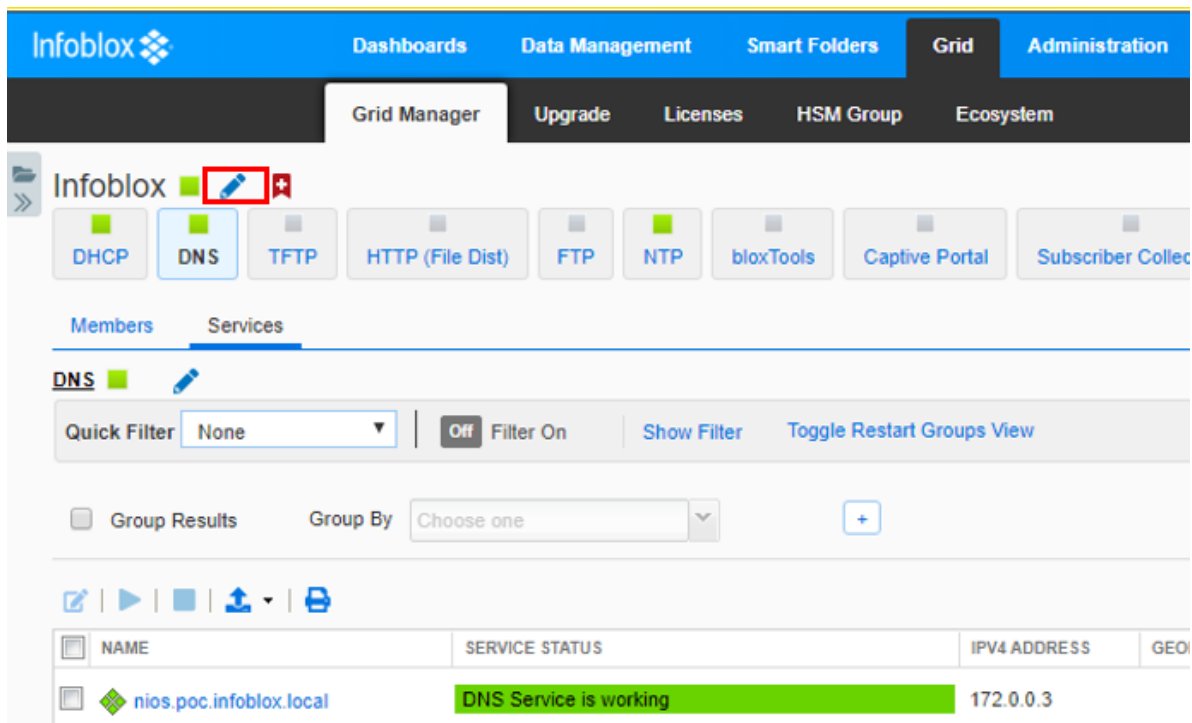 Infoblox Dashboards Data Management Smart Folders Grid Administration
Grid Manager Upgrade Licenses HSM Group Ecosystem
Infoblox
DHCP DNS TFTP HTTP (File Dist) FTP NTP bloxTools Captive Portal Subscriber Collec
Members Services
DNS
Quick Filter None Off Filter On Show Filter Toggle Restart Groups View
Group Results Group By Choose one +
NAME SERVICE STATUS IPV4 ADDRESS GEO
nios.poc.infoblox.local DNS Service is working 172.0.0.3